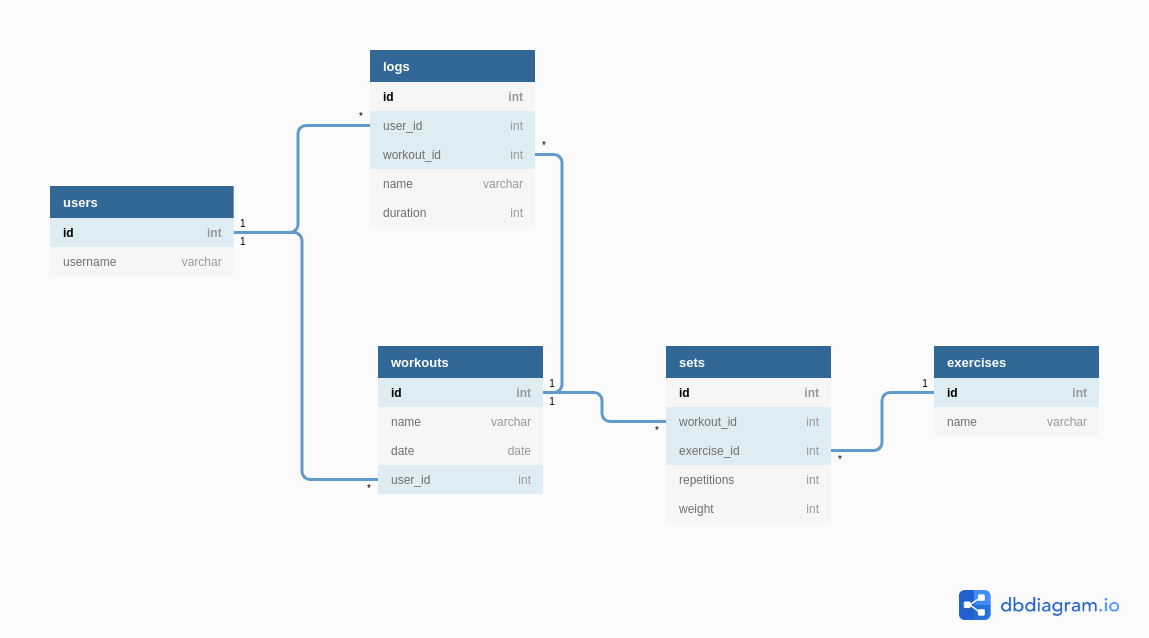 logs
id int
* user_id int
workout_id int *
name varchar
duration int
users
id int 1
1
username varchar
workouts
id int 1
1
name varchar
date date
user_id int
*
sets
id int
workout_id int
*
exercise_id int
*
repetitions int
weight int
exercises
1 id int
name varchar
dbdiagram.io